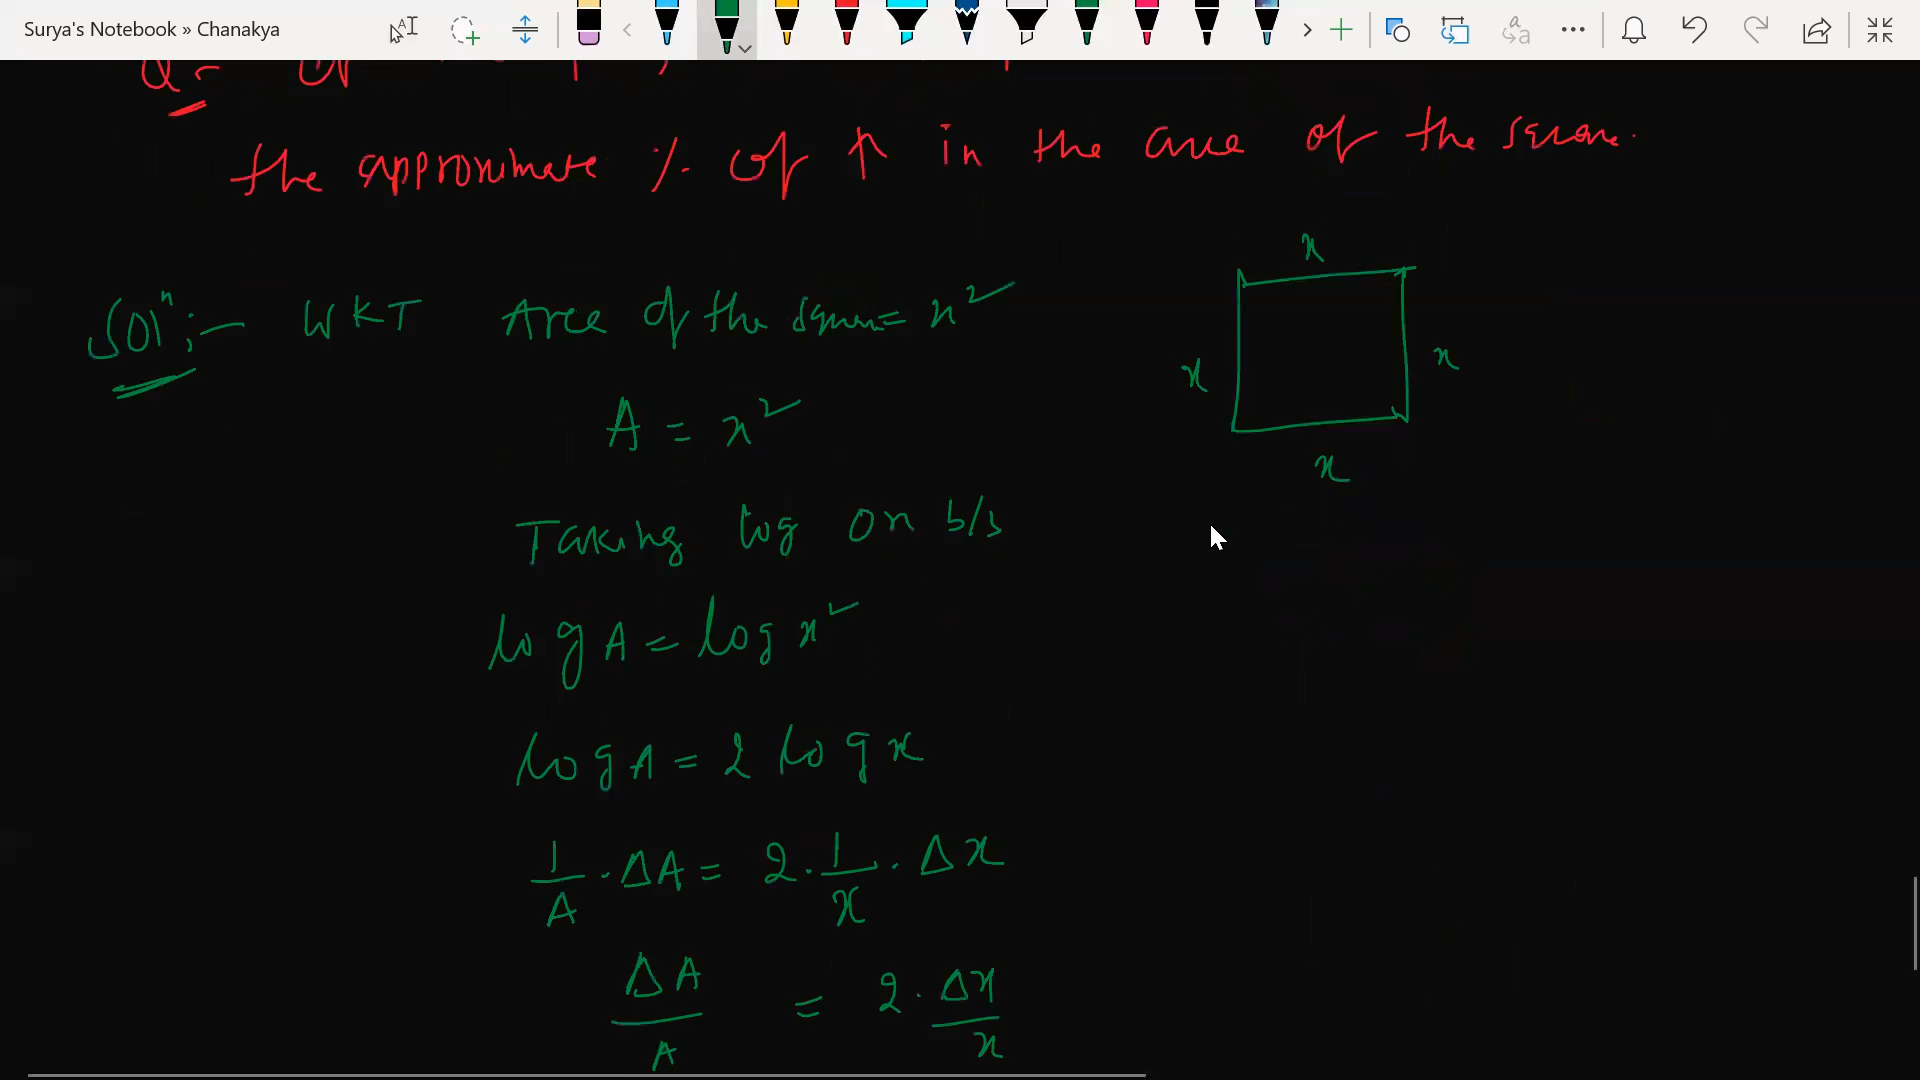 Surya's Notebook » Chanakya
the approximate % of ↑ in the area of the square.
Solⁿ:- WKT Area of the square = x²
x
x
x
x
A = x²
Taking log on b/s
log A = log x²
log A = 2 log x
1/A · ΔA = 2 · 1/x · Δx
ΔA/A = 2 · Δx/x